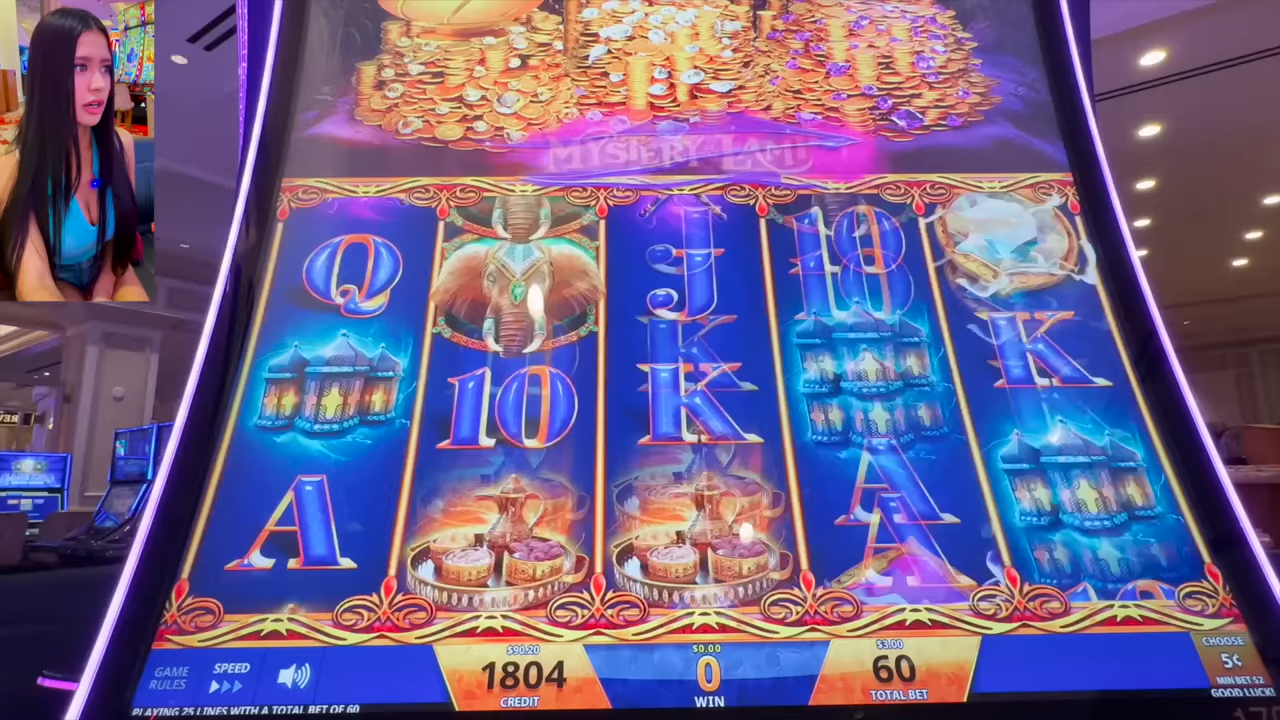 MYSTERY LAMP
Q
J
10
K
10
K
K
A
A
A
GAME
RULES
SPEED
$90.20
1804
CREDIT
$0.00
0
WIN
$3.00
60
TOTAL BET
CHOOSE
5¢
MIN BET $2
GOOD LUCK!
PLAYING 25 LINES WITH A TOTAL BET OF 60